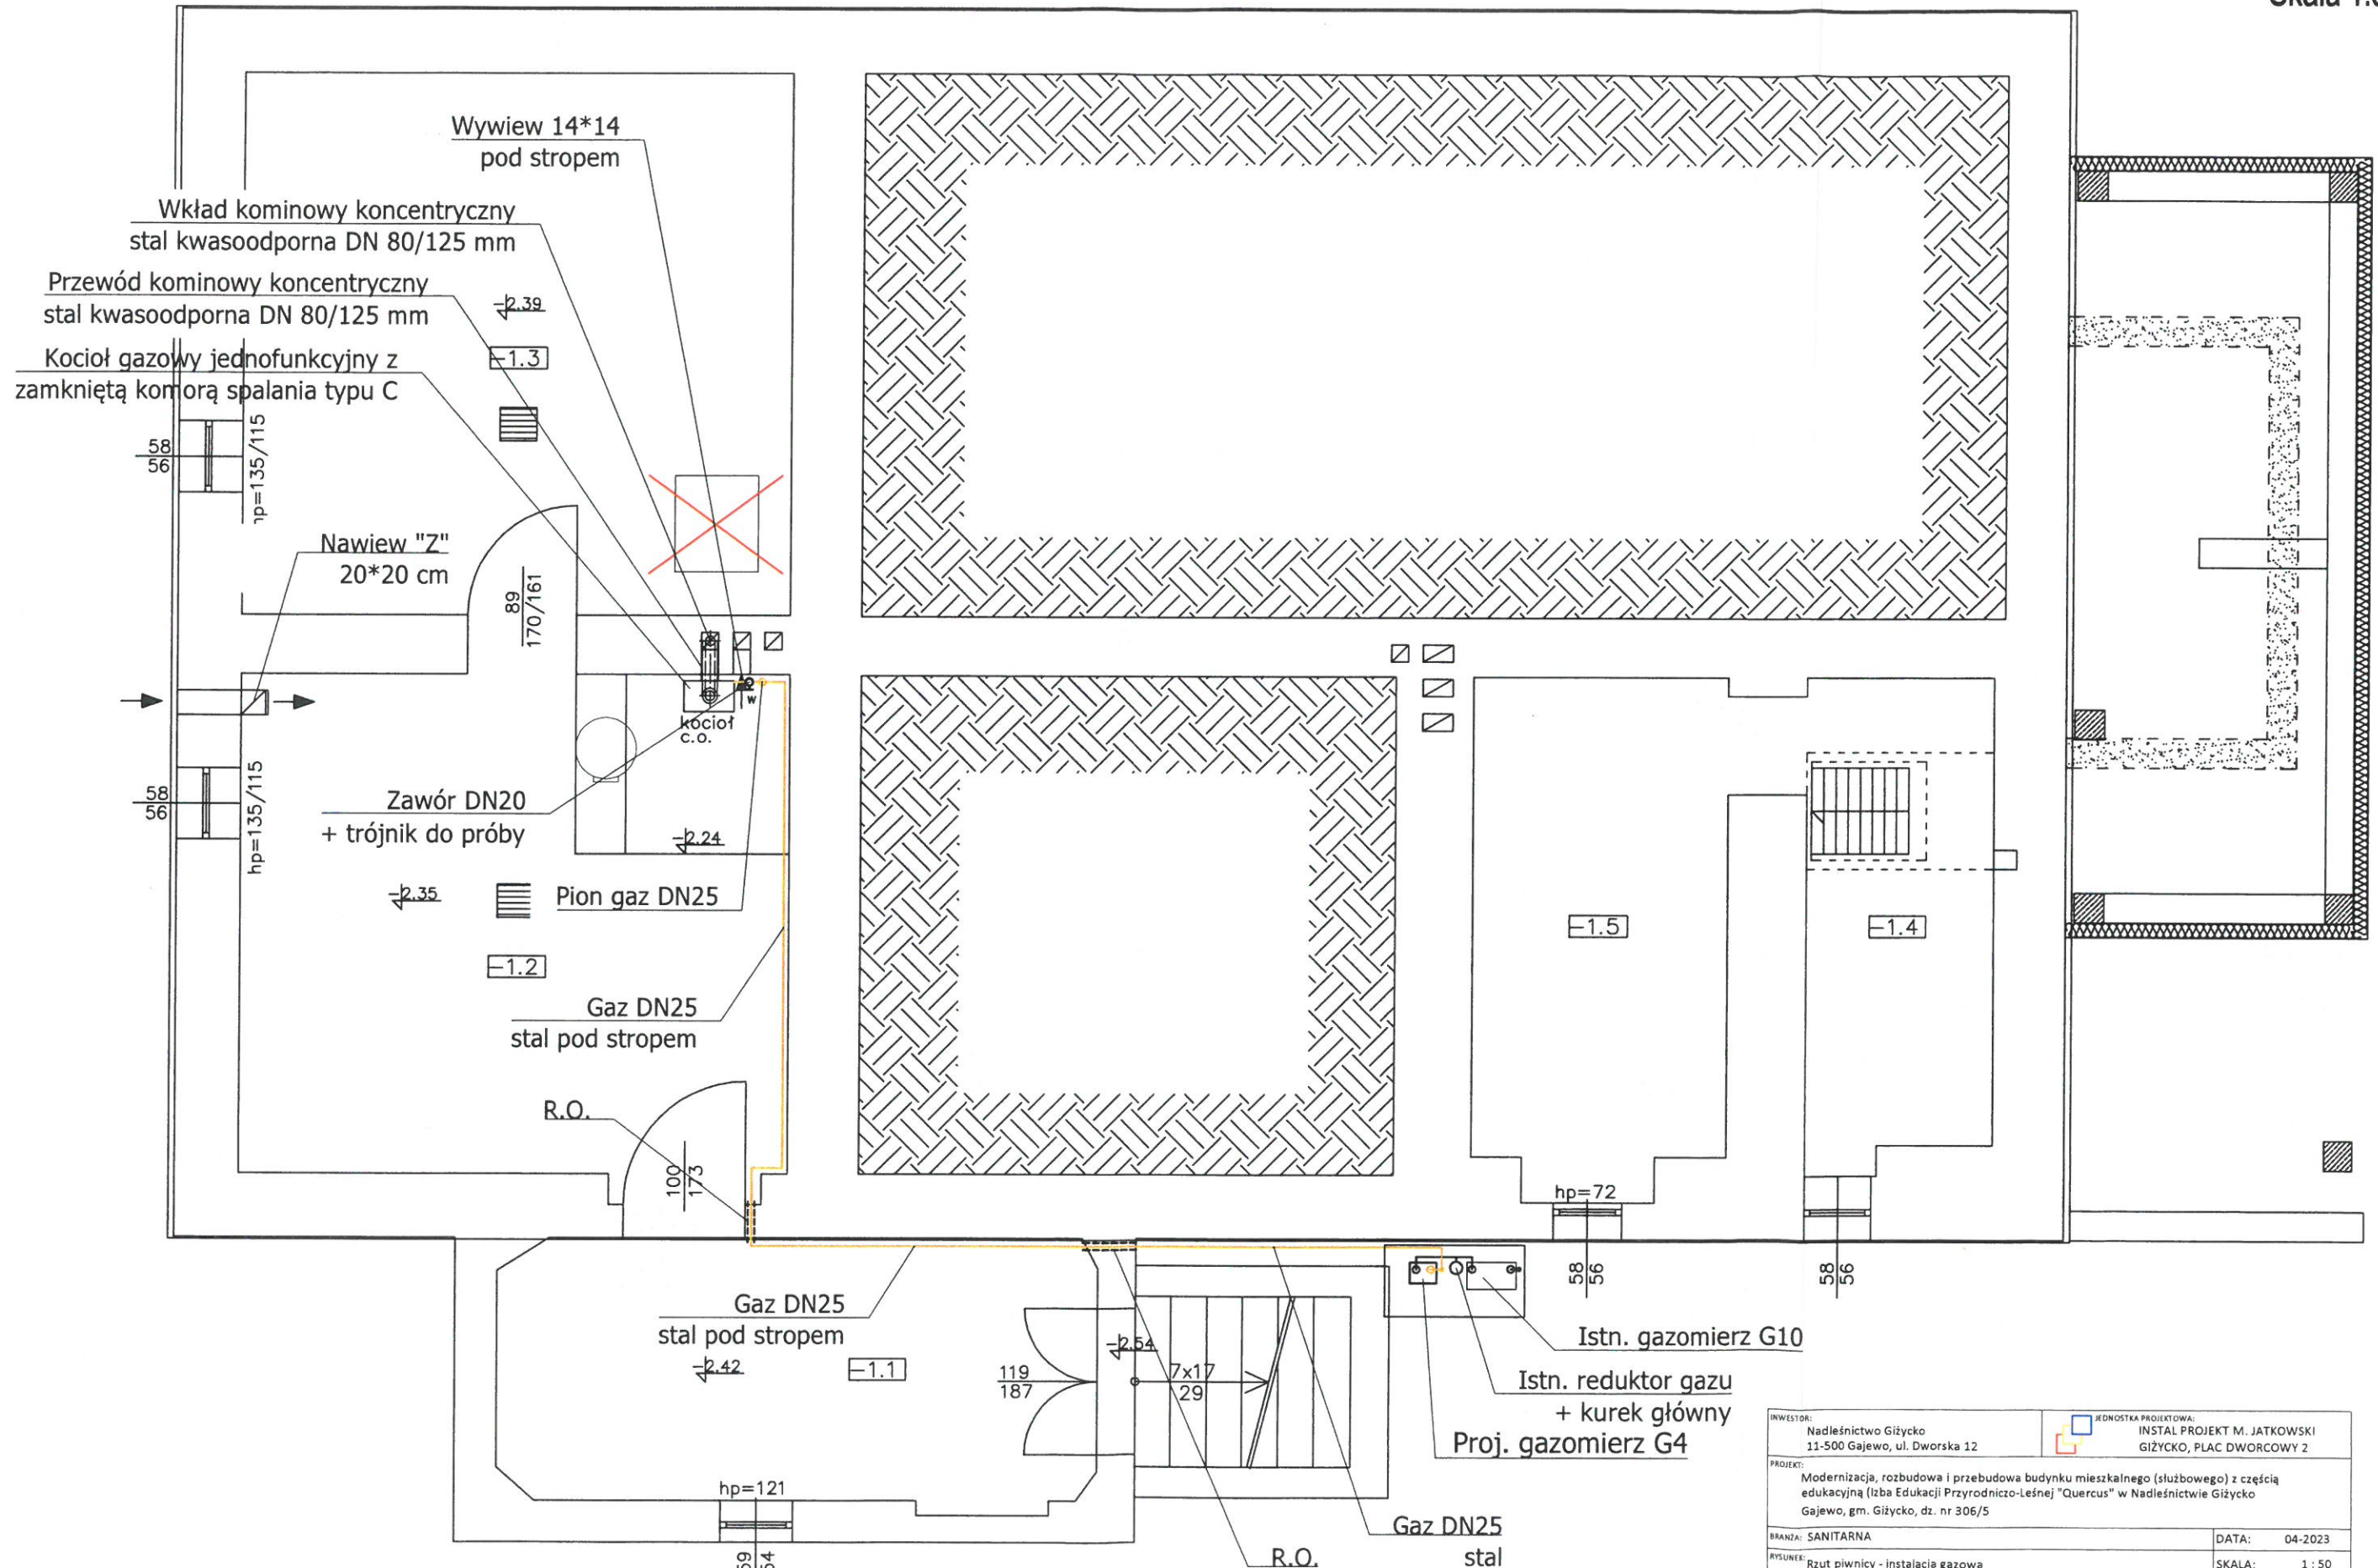 Wywiew 14*14
pod stropem
Wkład kominowy koncentryczny
stal kwasoodporna DN 80/125 mm
Przewód kominowy koncentryczny
stal kwasoodporna DN 80/125 mm
Kocioł gazowy jednofunkcyjny z
zamkniętą komorą spalania typu C
-2.39
-1.3
58
56
hp=135/115
Nawiew "Z"
20*20 cm
89
170/161
kocioł
c.o.
w
58
56
hp=135/115
Zawór DN20
+ trójnik do próby
-2.24
-2.35
Pion gaz DN25
-1.2
-1.5
-1.4
Gaz DN25
stal pod stropem
R.O.
100
173
hp=72
58
56
58
56
Gaz DN25
stal pod stropem
-2.42
-1.1
-2.54
119
187
7x17
29
Istn. gazomierz G10
Istn. reduktor gazu
+ kurek główny
Proj. gazomierz G4
hp=121
Gaz DN25
stal
R.O.
INWESTOR:
Nadleśnictwo Giżycko
11-500 Gajewo, ul. Dworska 12
JEDNOSTKA PROJEKTOWA:
INSTAL PROJEKT M. JATKOWSKI
GIŻYCKO, PLAC DWORCOWY 2
PROJEKT:
Modernizacja, rozbudowa i przebudowa budynku mieszkalnego (służbowego) z częścią
edukacyjną (Izba Edukacji Przyrodniczo-Leśnej "Quercus" w Nadleśnictwie Giżycko
Gajewo, gm. Giżycko, dz. nr 306/5
BRANŻA: SANITARNA
DATA: 04-2023
RYSUNEK: Rzut piwnicy - instalacja gazowa
SKALA: 1 : 50